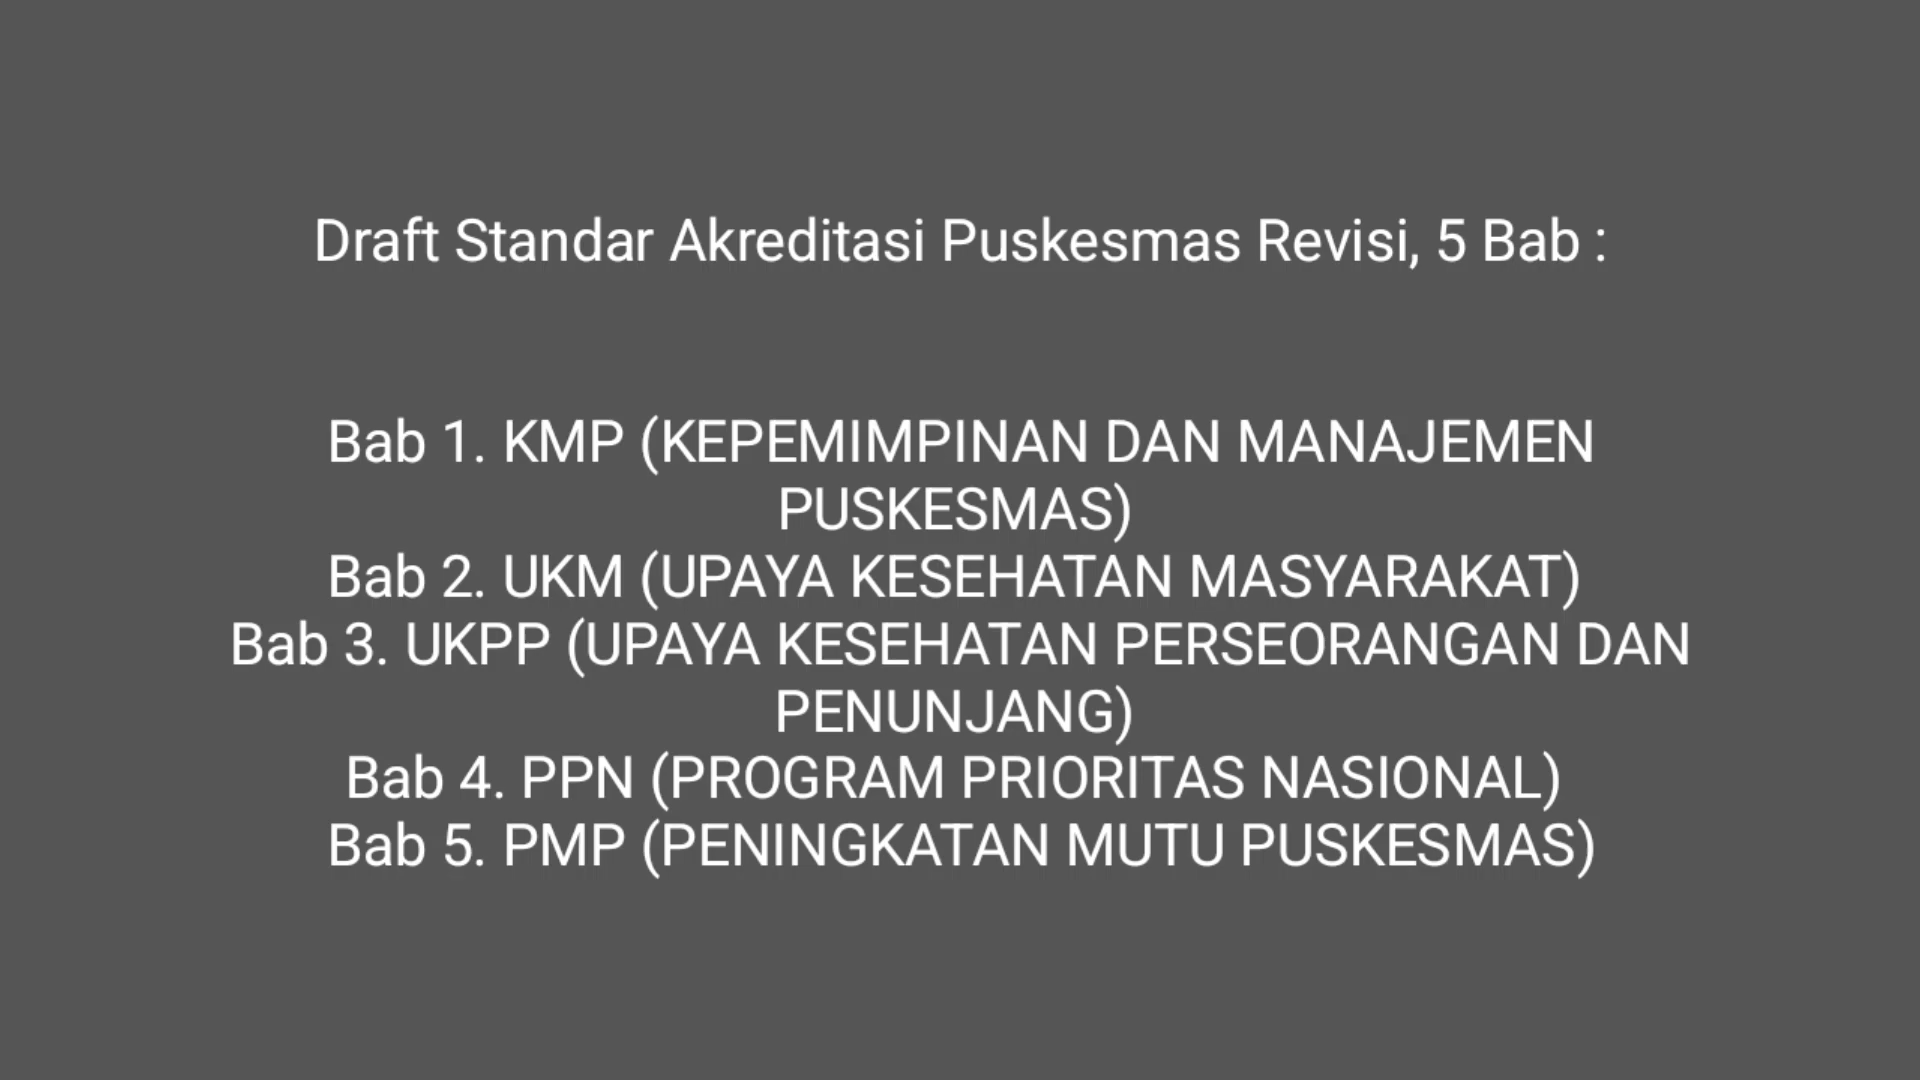 Draft Standar Akreditasi Puskesmas Revisi, 5 Bab :
Bab 1. KMP (KEPEMIMPINAN DAN MANAJEMEN
PUSKESMAS)
Bab 2. UKM (UPAYA KESEHATAN MASYARAKAT)
Bab 3. UKPP (UPAYA KESEHATAN PERSEORANGAN DAN
PENUNJANG)
Bab 4. PPN (PROGRAM PRIORITAS NASIONAL)
Bab 5. PMP (PENINGKATAN MUTU PUSKESMAS)